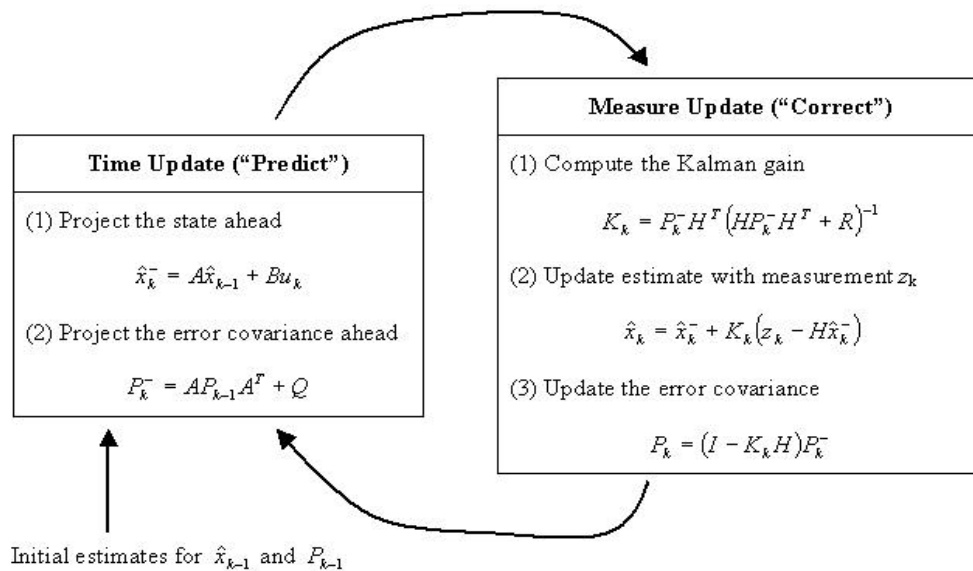 Time Update (“Predict”)
(1) Project the state ahead
x̂ₖ⁻ = Ax̂ₖ₋₁ + Buₖ
(2) Project the error covariance ahead
Pₖ⁻ = APₖ₋₁Aᵀ + Q
Initial estimates for x̂ₖ₋₁ and Pₖ₋₁
Measure Update (“Correct”)
(1) Compute the Kalman gain
Kₖ = Pₖ⁻Hᵀ(HPₖ⁻Hᵀ + R)⁻¹
(2) Update estimate with measurement zₖ
x̂ₖ = x̂ₖ⁻ + Kₖ(zₖ − Hx̂ₖ⁻)
(3) Update the error covariance
Pₖ = (I − KₖH)Pₖ⁻